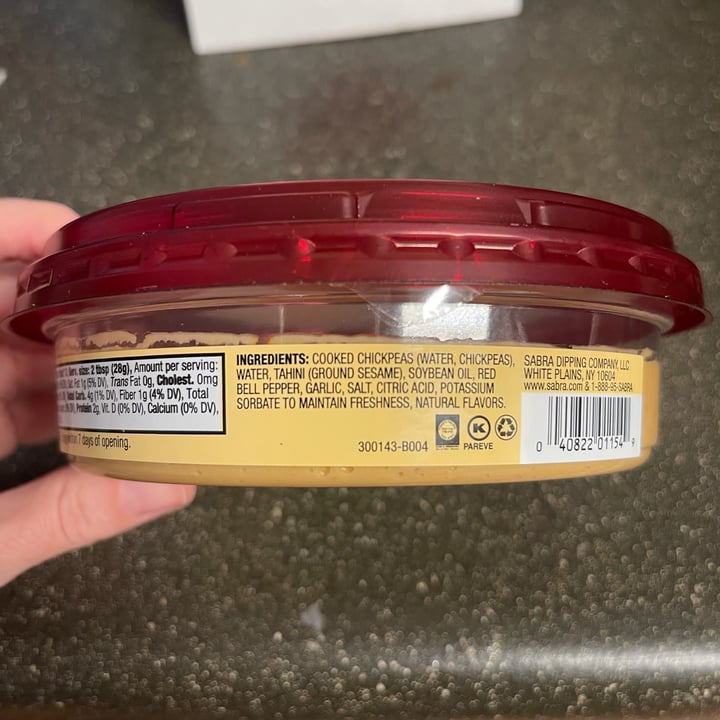 size: 2 tbsp (28g), Amount per serving:
Fat 1g (5% DV), Trans Fat 0g, Cholest. 0mg
Carb. 4g (1% DV), Fiber 1g (4% DV), Total
Protein 2g, Vit. D (0% DV), Calcium (0% DV),
7 days of opening.
INGREDIENTS: COOKED CHICKPEAS (WATER, CHICKPEAS),
WATER, TAHINI (GROUND SESAME), SOYBEAN OIL, RED
BELL PEPPER, GARLIC, SALT, CITRIC ACID, POTASSIUM
SORBATE TO MAINTAIN FRESHNESS, NATURAL FLAVORS.
300143-B004
K
PAREVE
SABRA DIPPING COMPANY, LLC
WHITE PLAINS, NY 10604
www.sabra.com & 1-888-95-SABRA
0 40822 01154 9